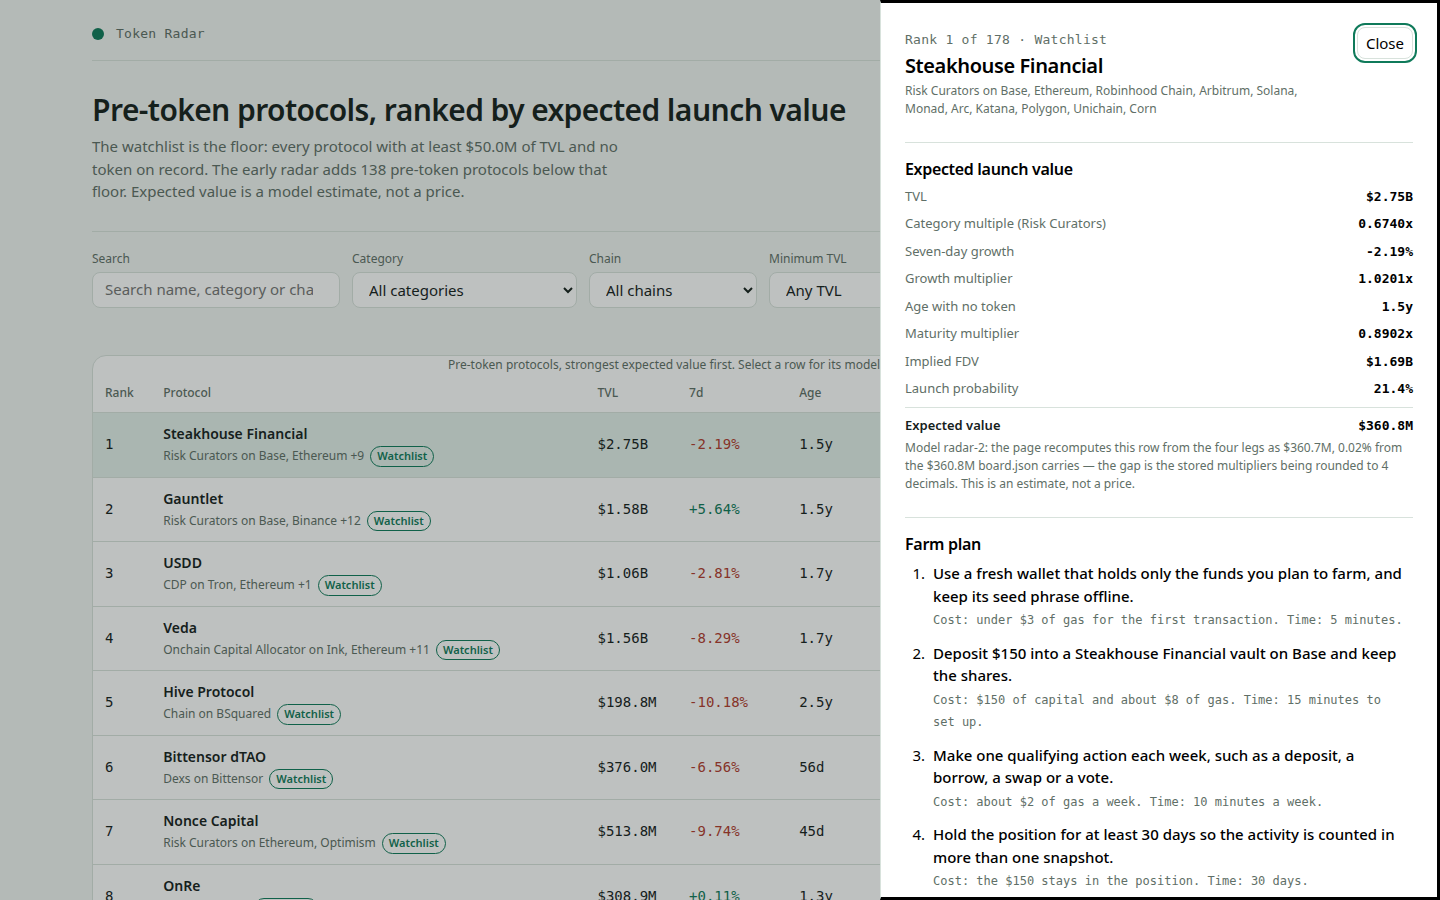 Token Radar
Pre-token protocols, ranked by expected launch value
The watchlist is the floor: every protocol with at least $50.0M of TVL and no
token on record. The early radar adds 138 pre-token protocols below that
floor. Expected value is a model estimate, not a price.
Search
Category
Chain
Minimum TVL
Search name, category or cha
All categories
All chains
Any TVL
Pre-token protocols, strongest expected value first. Select a row for its model
Rank Protocol TVL 7d Age
1 Steakhouse Financial $2.75B -2.19% 1.5y
Risk Curators on Base, Ethereum +9 Watchlist
2 Gauntlet $1.58B +5.64% 1.5y
Risk Curators on Base, Binance +12 Watchlist
3 USDD $1.06B -2.81% 1.7y
CDP on Tron, Ethereum +1 Watchlist
4 Veda $1.56B -8.29% 1.7y
Onchain Capital Allocator on Ink, Ethereum +11 Watchlist
5 Hive Protocol $198.8M -10.18% 2.5y
Chain on BSquared Watchlist
6 Bittensor dTAO $376.0M -6.56% 56d
Dexs on Bittensor Watchlist
7 Nonce Capital $513.8M -9.74% 45d
Risk Curators on Ethereum, Optimism Watchlist
8 OnRe $308.9M +0.11% 1.3y
Rank 1 of 178 · Watchlist
Close
Steakhouse Financial
Risk Curators on Base, Ethereum, Robinhood Chain, Arbitrum, Solana,
Monad, Arc, Katana, Polygon, Unichain, Corn
Expected launch value
TVL $2.75B
Category multiple (Risk Curators) 0.6740x
Seven-day growth -2.19%
Growth multiplier 1.0201x
Age with no token 1.5y
Maturity multiplier 0.8902x
Implied FDV $1.69B
Launch probability 21.4%
Expected value $360.8M
Model radar-2: the page recomputes this row from the four legs as $360.7M, 0.02% from
the $360.8M board.json carries — the gap is the stored multipliers being rounded to 4
decimals. This is an estimate, not a price.
Farm plan
1. Use a fresh wallet that holds only the funds you plan to farm, and
keep its seed phrase offline.
Cost: under $3 of gas for the first transaction. Time: 5 minutes.
2. Deposit $150 into a Steakhouse Financial vault on Base and keep
the shares.
Cost: $150 of capital and about $8 of gas. Time: 15 minutes to
set up.
3. Make one qualifying action each week, such as a deposit, a
borrow, a swap or a vote.
Cost: about $2 of gas a week. Time: 10 minutes a week.
4. Hold the position for at least 30 days so the activity is counted in
more than one snapshot.
Cost: the $150 stays in the position. Time: 30 days.